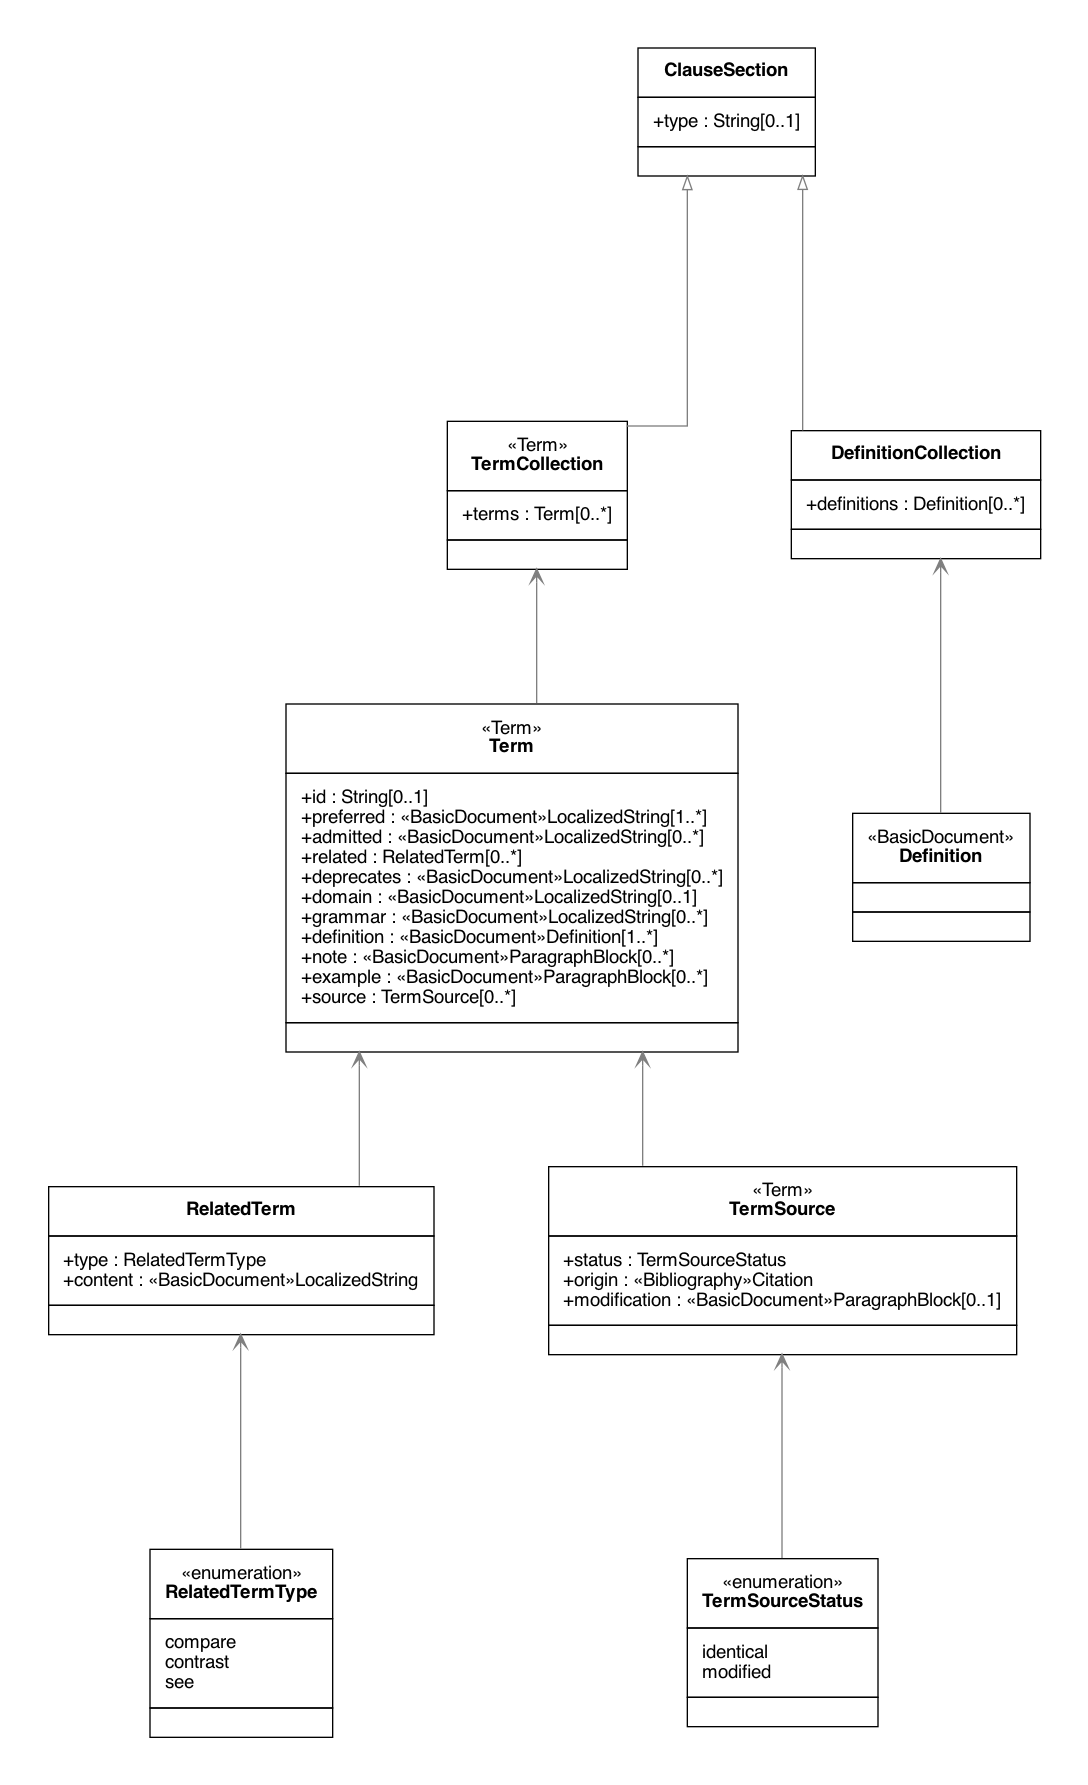 ClauseSection
+type : String[0..1]
«Term»
TermCollection
+terms : Term[0..*]
DefinitionCollection
+definitions : Definition[0..*]
«Term»
Term
+id : String[0..1]
+preferred : «BasicDocument»LocalizedString[1..*]
+admitted : «BasicDocument»LocalizedString[0..*]
+related : RelatedTerm[0..*]
+deprecates : «BasicDocument»LocalizedString[0..*]
+domain : «BasicDocument»LocalizedString[0..1]
+grammar : «BasicDocument»LocalizedString[0..*]
+definition : «BasicDocument»Definition[1..*]
+note : «BasicDocument»ParagraphBlock[0..*]
+example : «BasicDocument»ParagraphBlock[0..*]
+source : TermSource[0..*]
«BasicDocument»
Definition
RelatedTerm
+type : RelatedTermType
+content : «BasicDocument»LocalizedString
«Term»
TermSource
+status : TermSourceStatus
+origin : «Bibliography»Citation
+modification : «BasicDocument»ParagraphBlock[0..1]
«enumeration»
RelatedTermType
compare
contrast
see
«enumeration»
TermSourceStatus
identical
modified